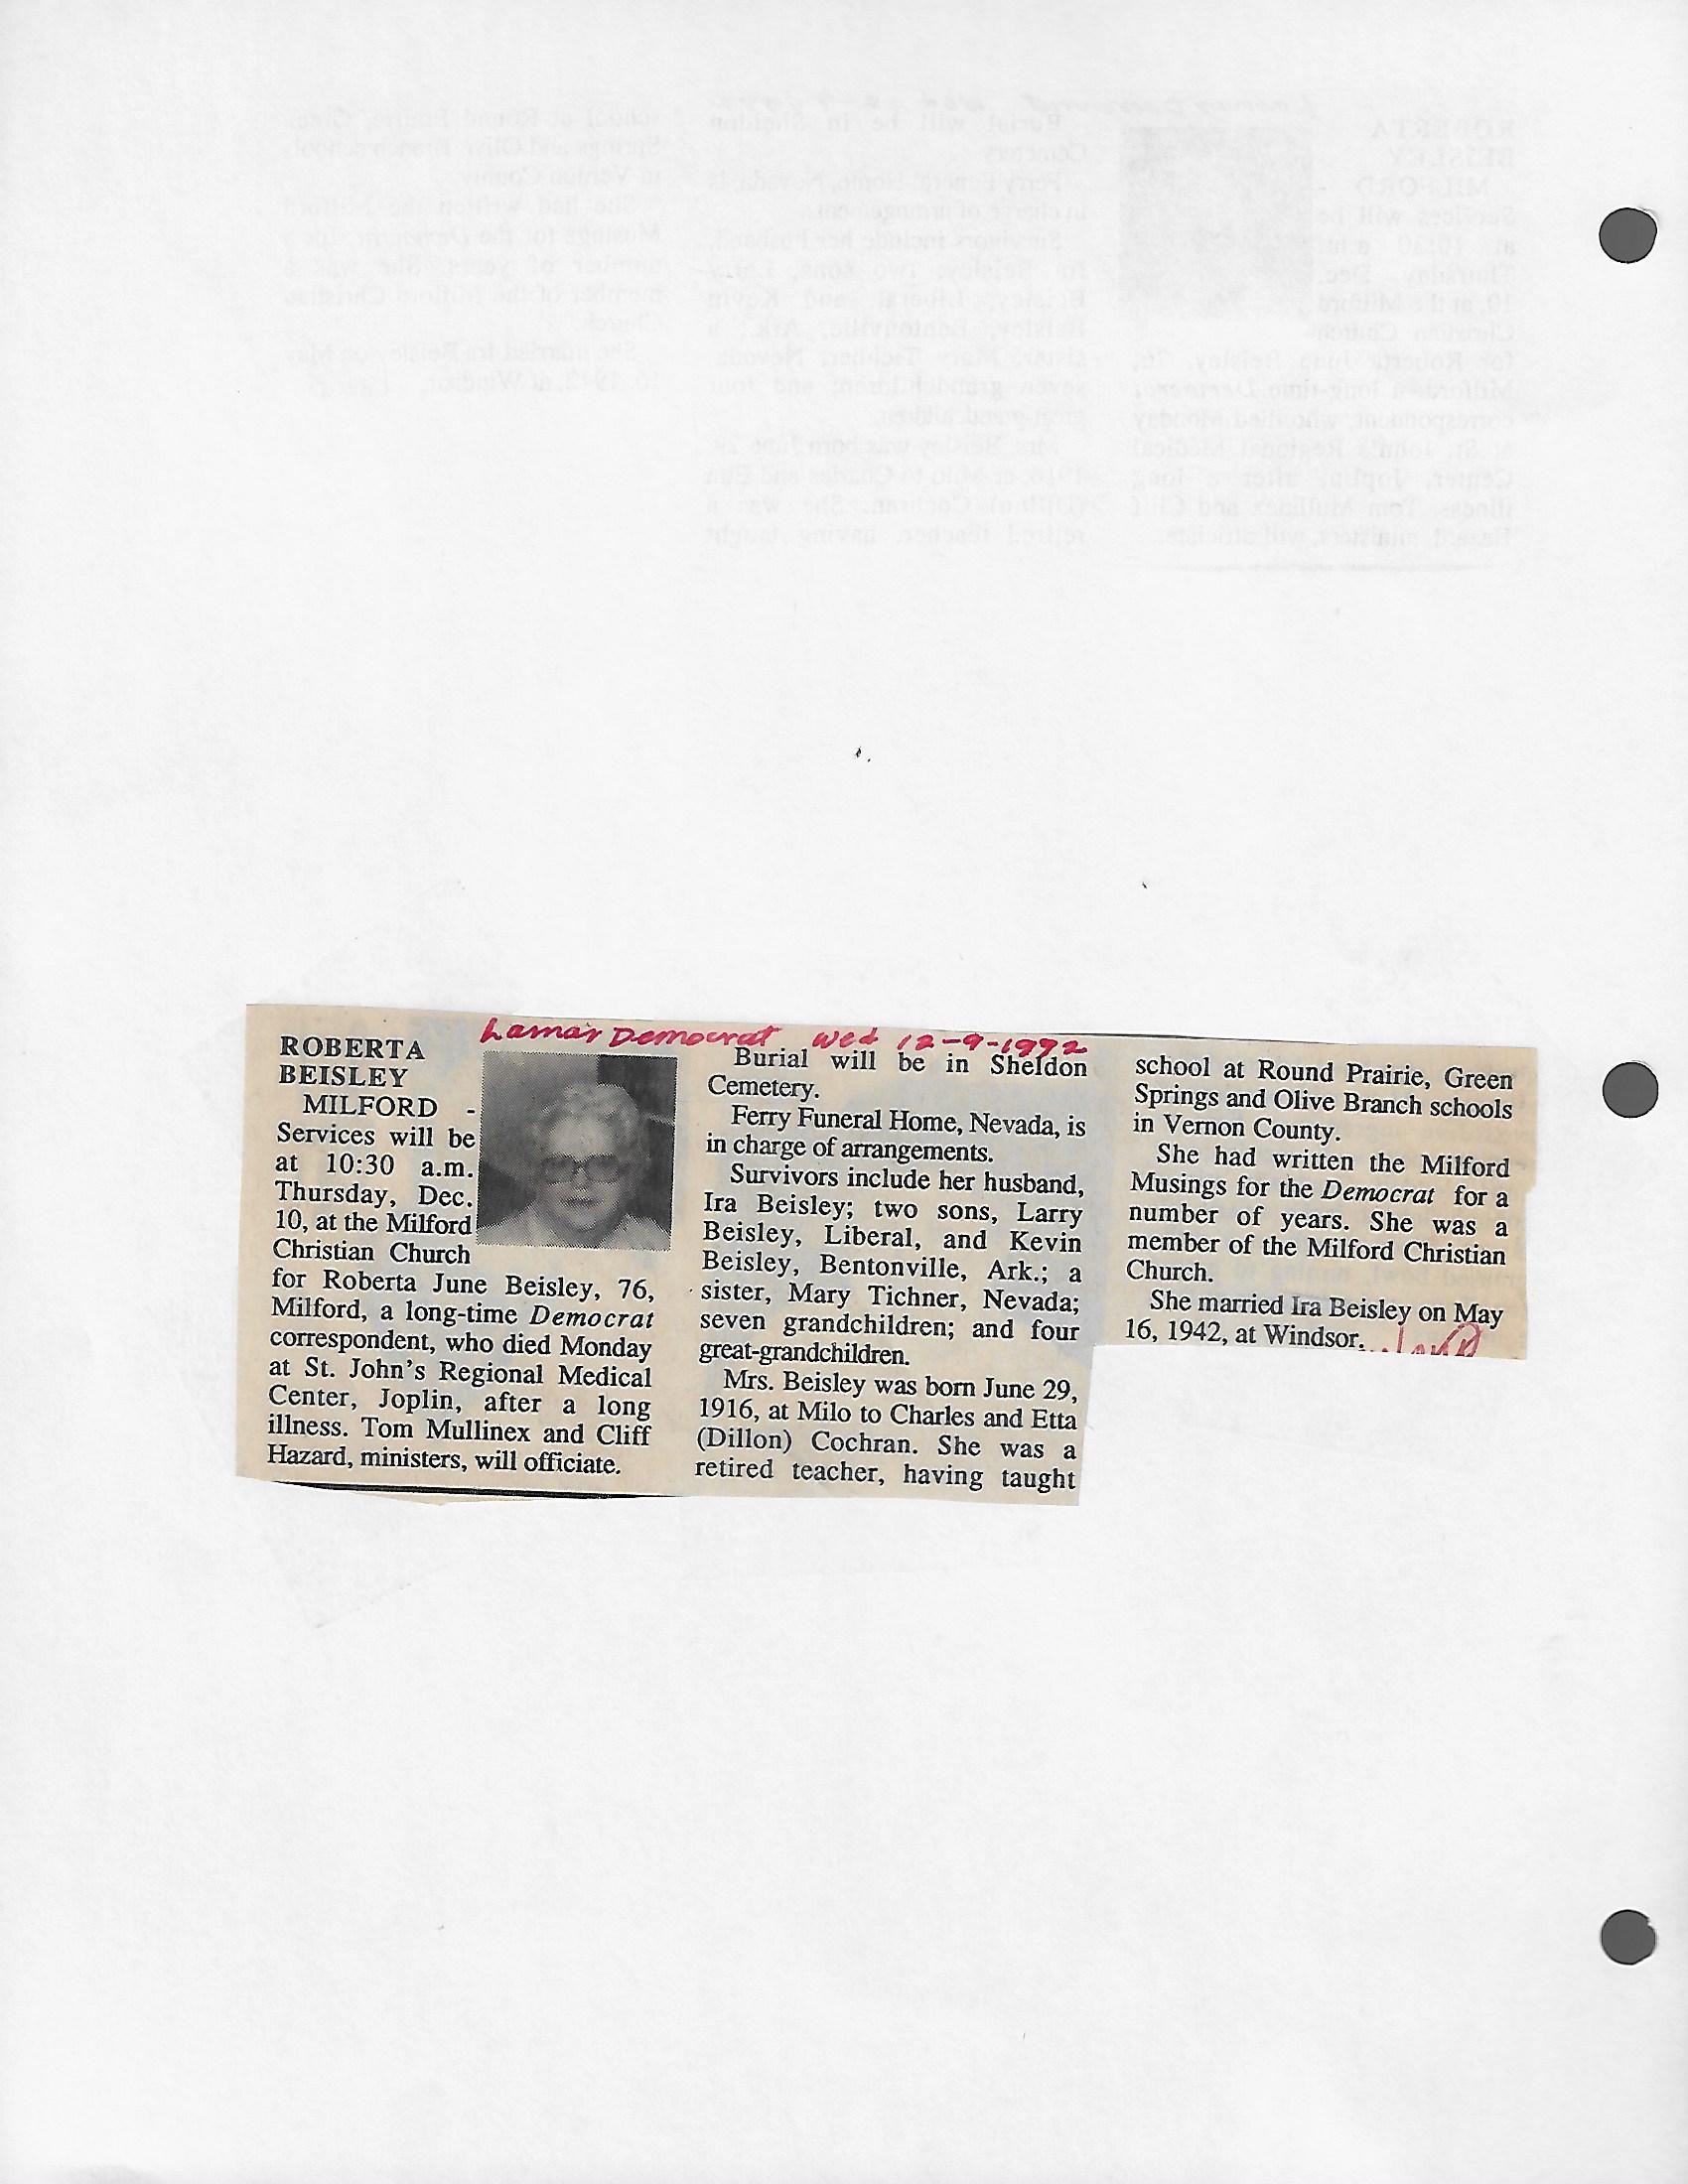 Lamar Democrat Wed 12-9-1992
ROBERTA
BEISLEY
MILFORD -
Services will be
at 10:30 a.m.
Thursday, Dec.
10, at the Milford
Christian Church
for Roberta June Beisley, 76,
Milford, a long-time Democrat
correspondent, who died Monday
at St. John's Regional Medical
Center, Joplin, after a long
illness. Tom Mullinex and Cliff
Hazard, ministers, will officiate.
Burial will be in Sheldon
Cemetery.
Ferry Funeral Home, Nevada, is
in charge of arrangements.
Survivors include her husband,
Ira Beisley; two sons, Larry
Beisley, Liberal, and Kevin
Beisley, Bentonville, Ark.; a
sister, Mary Tichner, Nevada;
seven grandchildren; and four
great-grandchildren.
Mrs. Beisley was born June 29,
1916, at Milo to Charles and Etta
(Dillon) Cochran. She was a
retired teacher, having taught
school at Round Prairie, Green
Springs and Olive Branch schools
in Vernon County.
She had written the Milford
Musings for the Democrat for a
number of years. She was a
member of the Milford Christian
Church.
She married Ira Beisley on May
16, 1942, at Windsor.